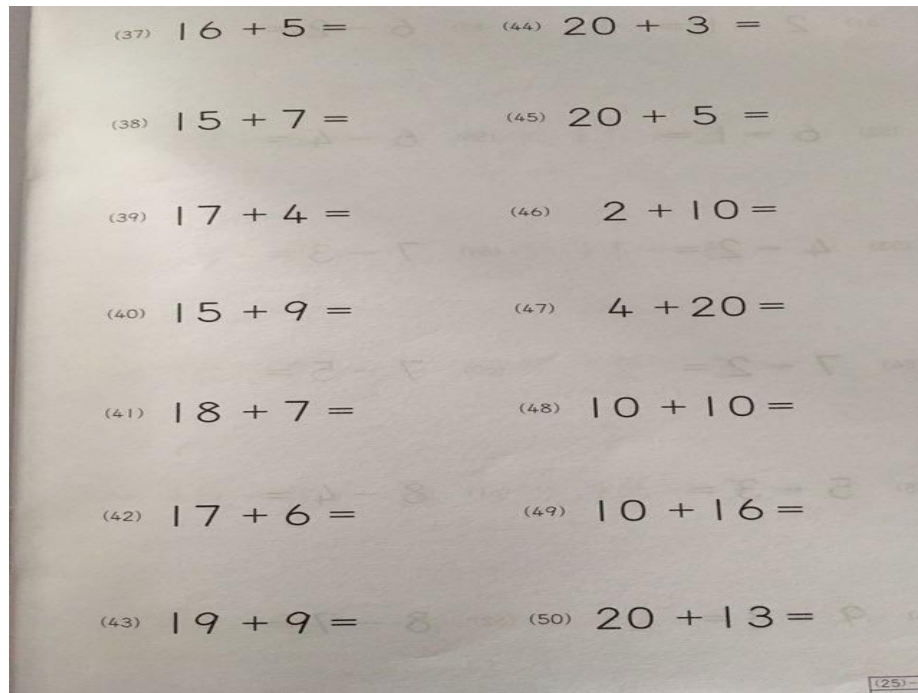 (37) 16 + 5 =
(38) 15 + 7 =
(39) 17 + 4 =
(40) 15 + 9 =
(41) 18 + 7 =
(42) 17 + 6 =
(43) 19 + 9 =
(44) 20 + 3 =
(45) 20 + 5 =
(46) 2 + 10 =
(47) 4 + 20 =
(48) 10 + 10 =
(49) 10 + 16 =
(50) 20 + 13 =
(25)-